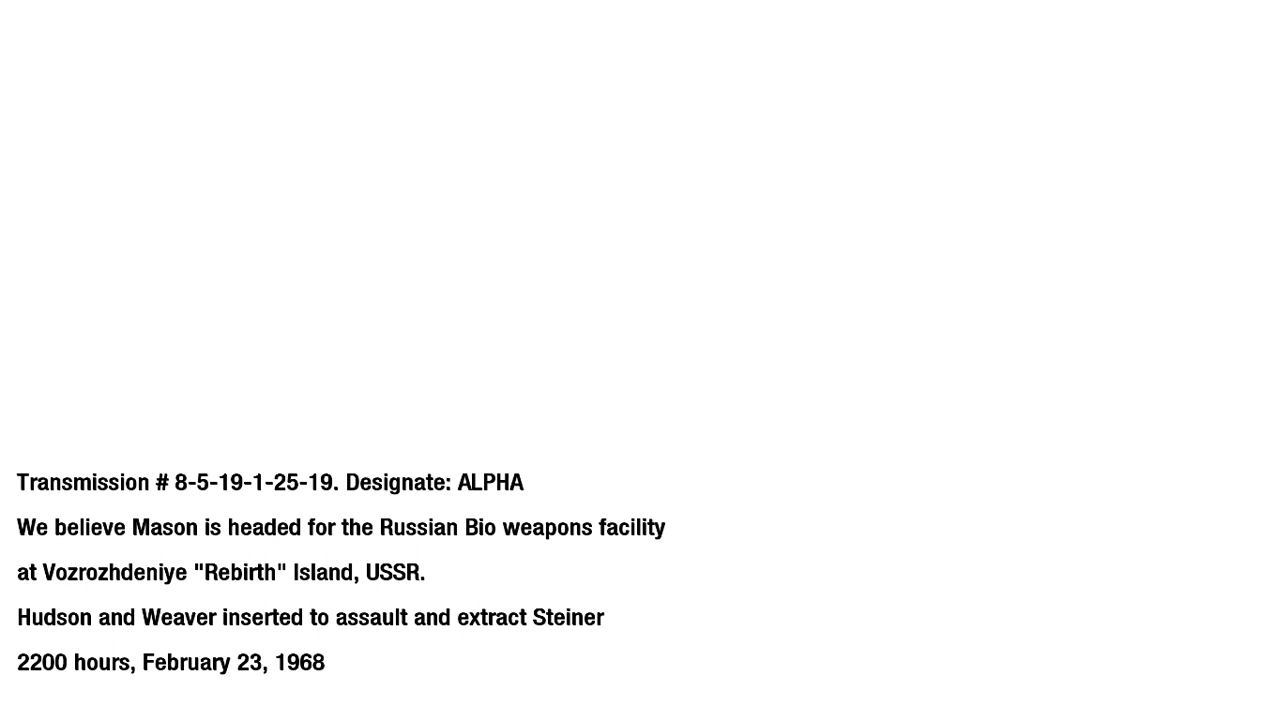 Transmission # 8-5-19-1-25-19. Designate: ALPHA
We believe Mason is headed for the Russian Bio weapons facility
at Vozrozhdeniye "Rebirth" Island, USSR.
Hudson and Weaver inserted to assault and extract Steiner
2200 hours, February 23, 1968